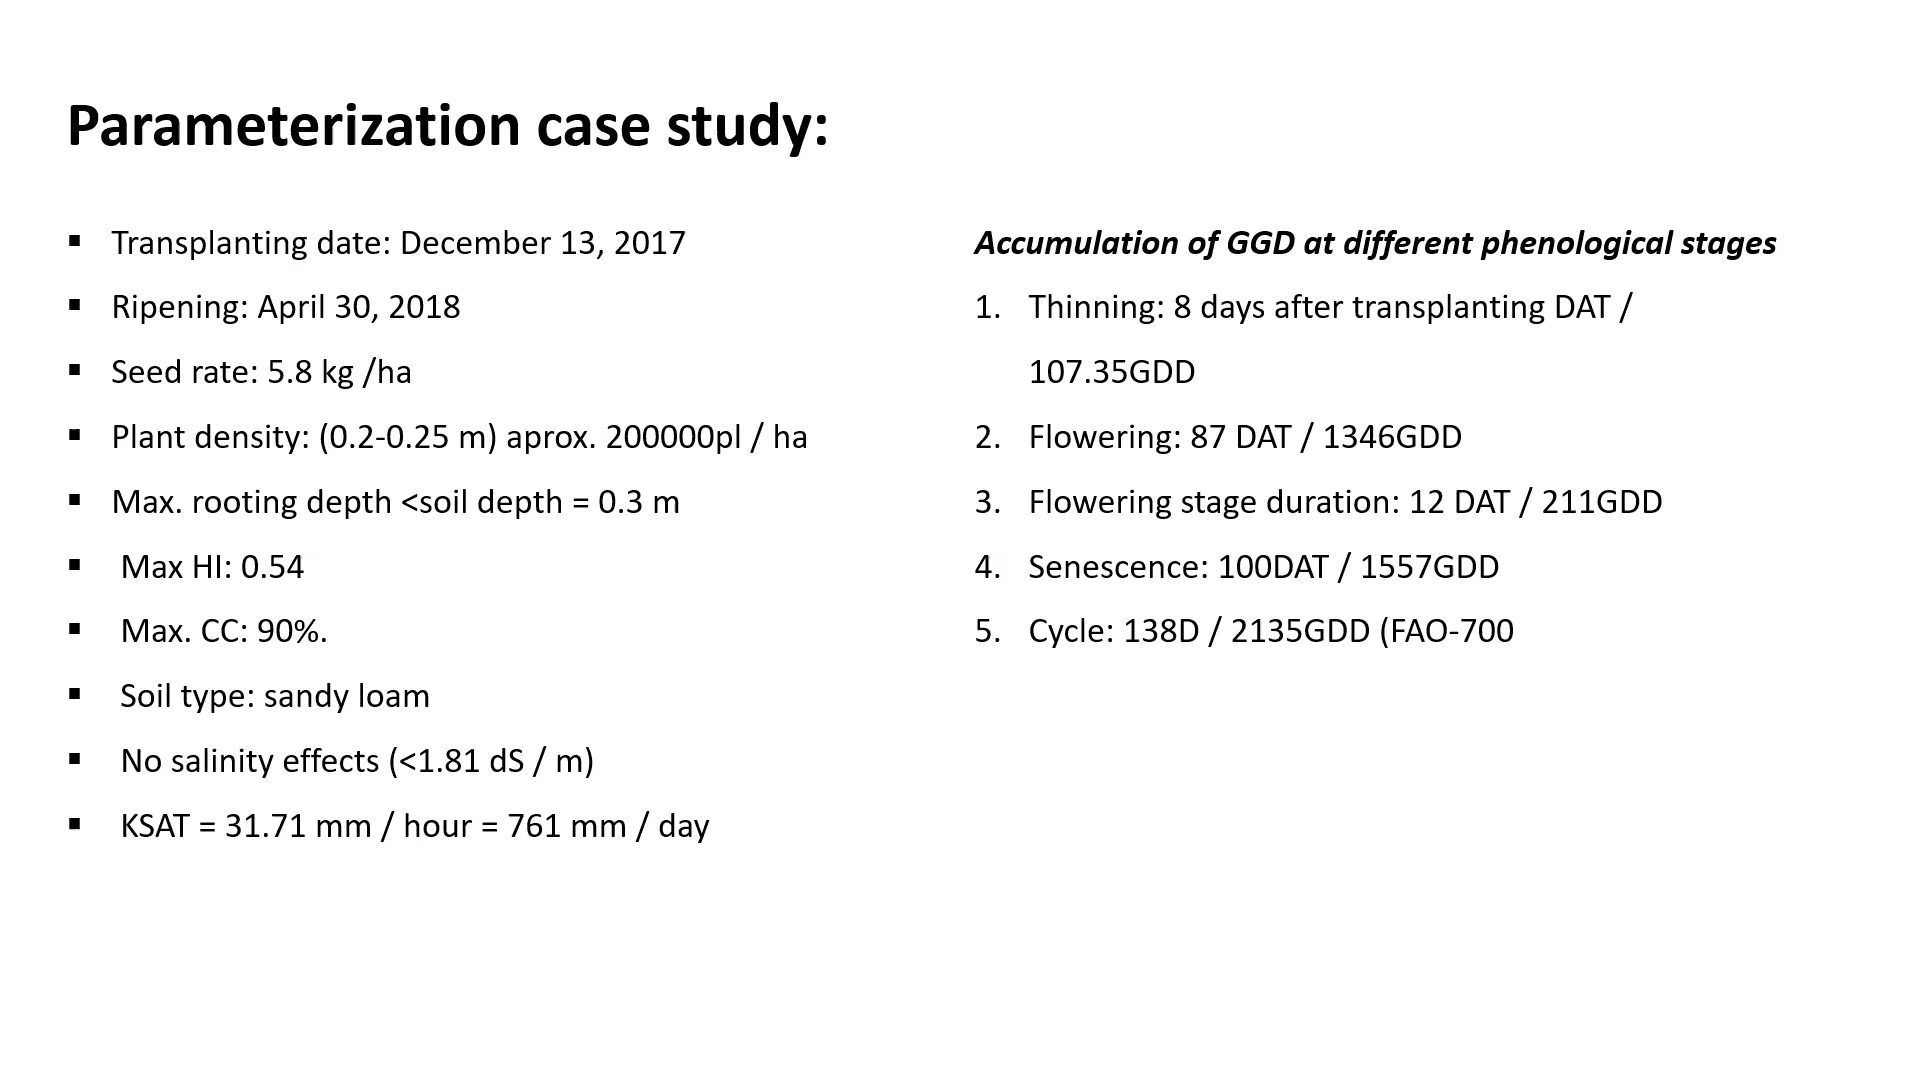 Parameterization case study:
▪ Transplanting date: December 13, 2017
▪ Ripening: April 30, 2018
▪ Seed rate: 5.8 kg /ha
▪ Plant density: (0.2-0.25 m) aprox. 200000pl / ha
▪ Max. rooting depth <soil depth = 0.3 m
▪ Max HI: 0.54
▪ Max. CC: 90%.
▪ Soil type: sandy loam
▪ No salinity effects (<1.81 dS / m)
▪ KSAT = 31.71 mm / hour = 761 mm / day
Accumulation of GGD at different phenological stages
1. Thinning: 8 days after transplanting DAT /
107.35GDD
2. Flowering: 87 DAT / 1346GDD
3. Flowering stage duration: 12 DAT / 211GDD
4. Senescence: 100DAT / 1557GDD
5. Cycle: 138D / 2135GDD (FAO-700